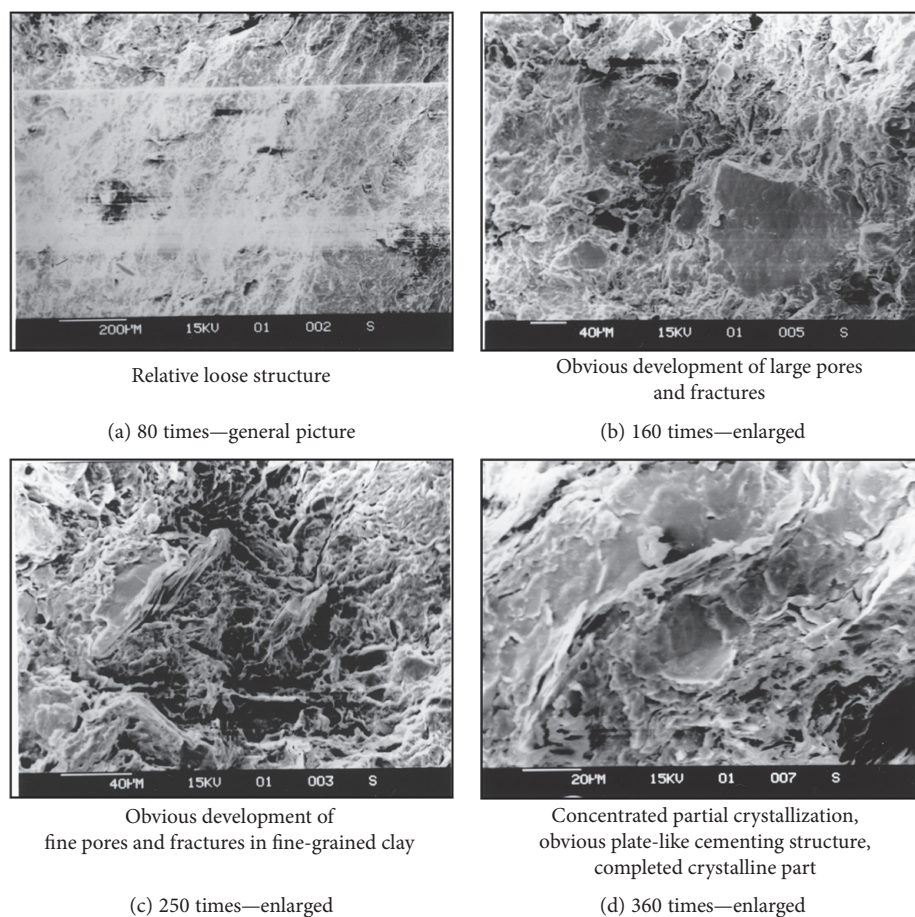 200µM 15KV 01 002 S
40µM 15KV 01 005 S
Relative loose structure
Obvious development of large pores
and fractures
(a) 80 times—general picture
(b) 160 times—enlarged
40µM 15KV 01 003 S
20µM 15KV 01 007 S
Obvious development of
fine pores and fractures in fine-grained clay
Concentrated partial crystallization,
obvious plate-like cementing structure,
completed crystalline part
(c) 250 times—enlarged
(d) 360 times—enlarged